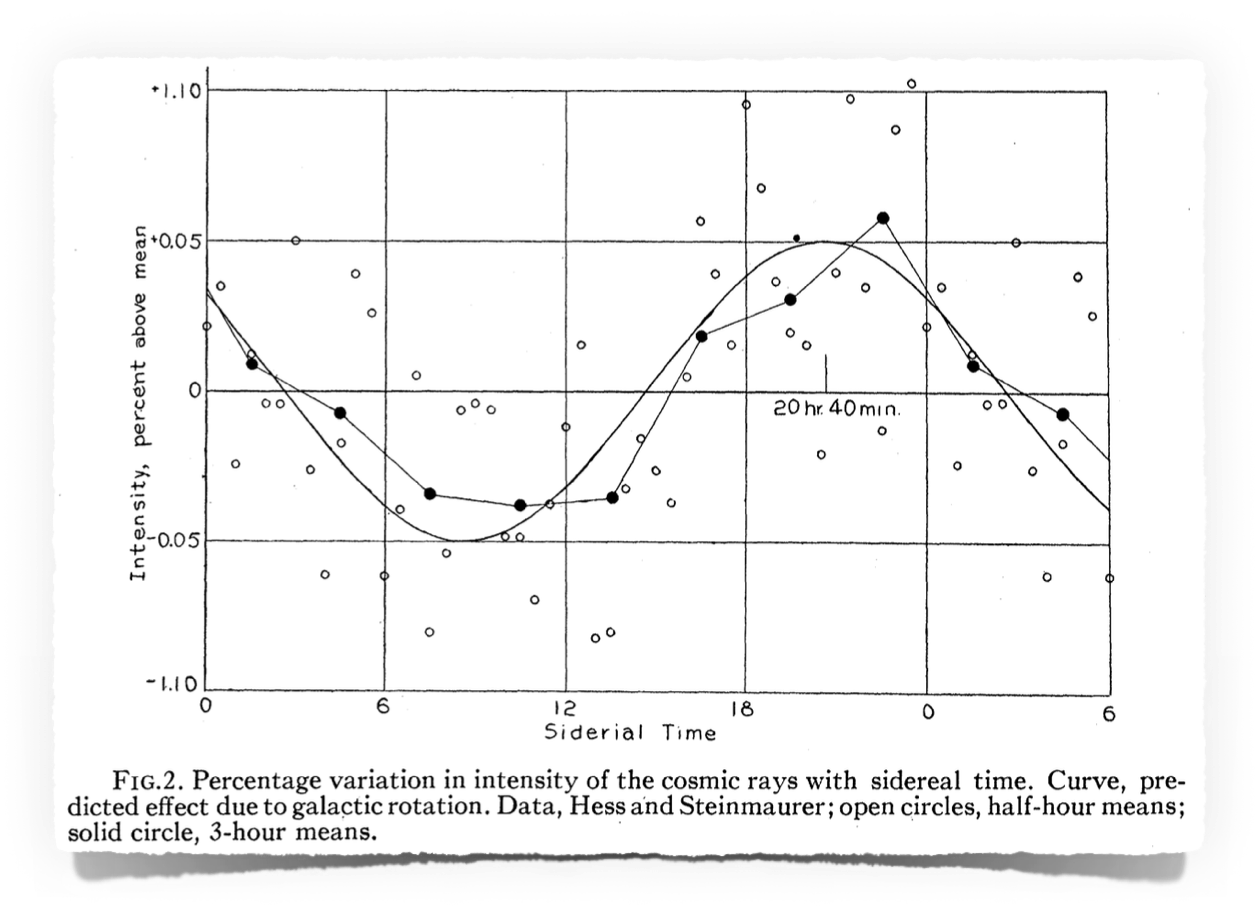 +1.10
+0.05
0
-0.05
-1.10
Intensity, percent above mean
20 hr. 40 min.
0 6 12 18 0 6
Siderial Time
FIG.2. Percentage variation in intensity of the cosmic rays with sidereal time. Curve, pre-
dicted effect due to galactic rotation. Data, Hess and Steinmaurer; open circles, half-hour means;
solid circle, 3-hour means.